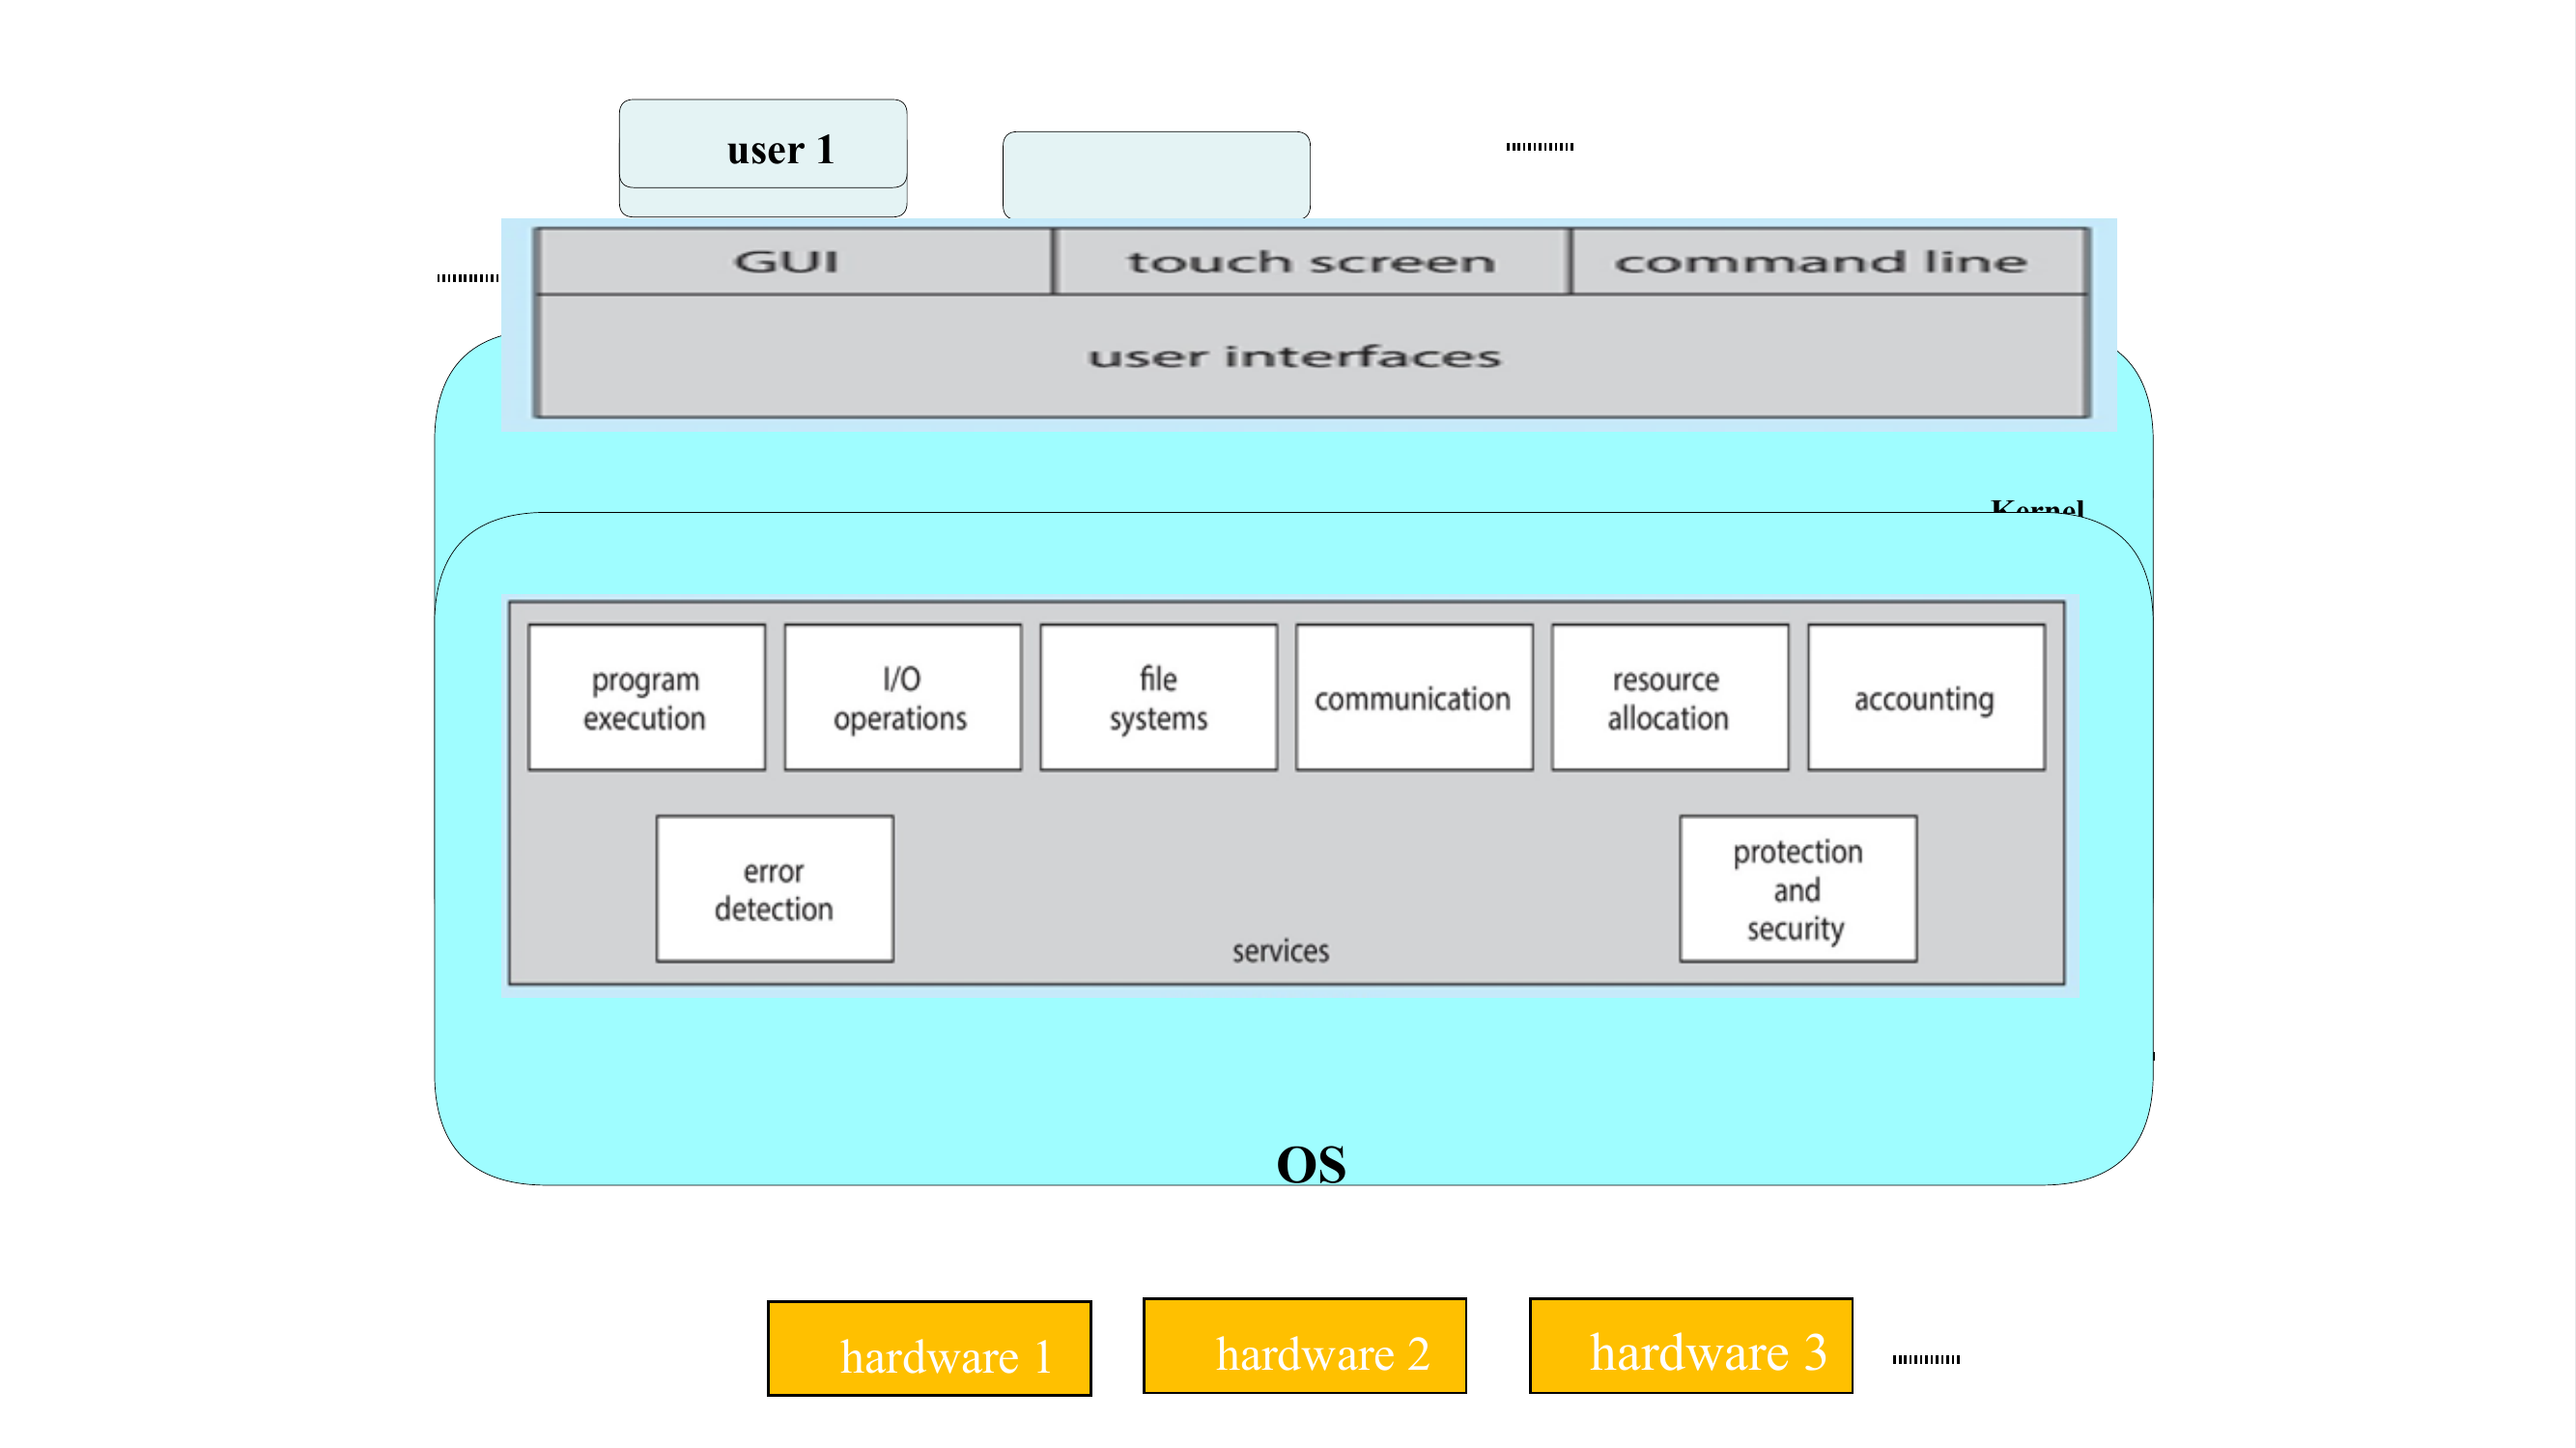 user 1
GUI
touch screen
command line
user interfaces
Kernel
program
execution
I/O
operations
file
systems
communication
resource
allocation
accounting
error
detection
protection
and
security
services
OS
hardware 1
hardware 2
hardware 3